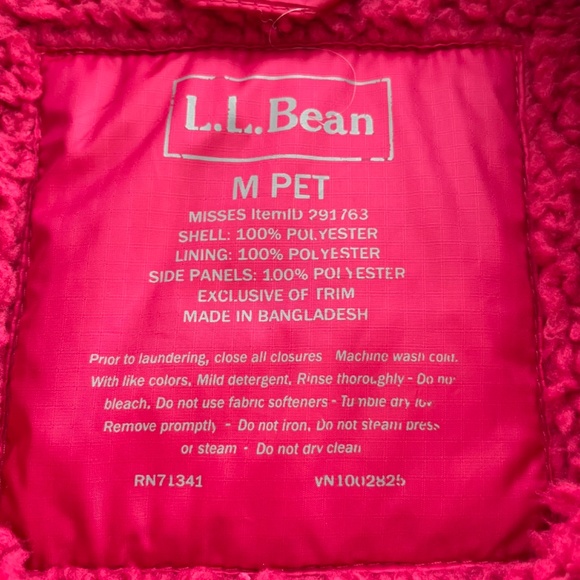 L.L.Bean
M PET
MISSES ItemID 291763
SHELL: 100% POLYESTER
LINING: 100% POLYESTER
SIDE PANELS: 100% POLYESTER
EXCLUSIVE OF TRIM
MADE IN BANGLADESH
Prior to laundering, close all closures Machine wash cold.
With like colors, Mild detergent, Rinse thoroughly - Do not
bleach. Do not use fabric softeners - Tumble dry low
Remove promptly - Do not iron, Do not steam press
or steam - Do not dry clean
RN71341 VN1002825